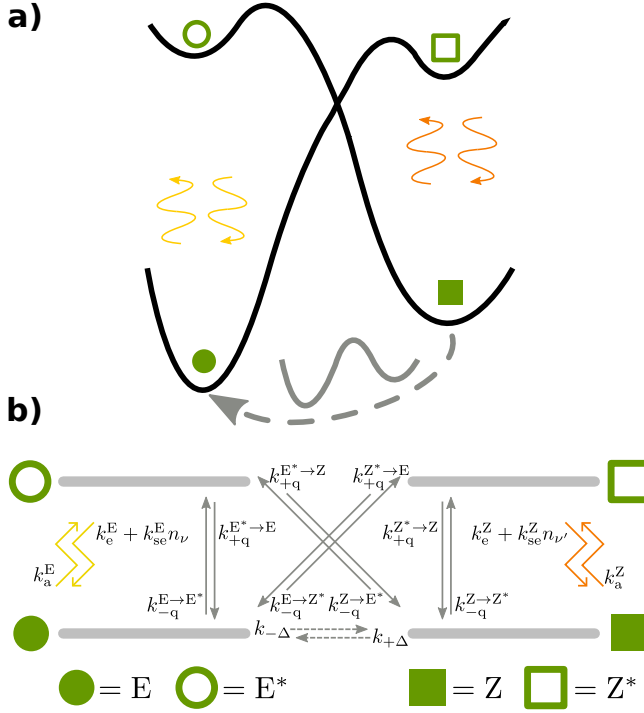 a)
b)
k_{+q}^{E*→Z} k_{+q}^{Z*→E}
k_e^E + k_{se}^E n_ν k_{+q}^{E*→E} k_{+q}^{Z*→Z} k_e^Z + k_{se}^Z n_{ν'}
k_a^E k_a^Z
k_{-q}^{E→E*} k_{-q}^{E→Z*} k_{-q}^{Z→E*} k_{-q}^{Z→Z*}
k_{-Δ} k_{+Δ}
= E = E* = Z = Z*